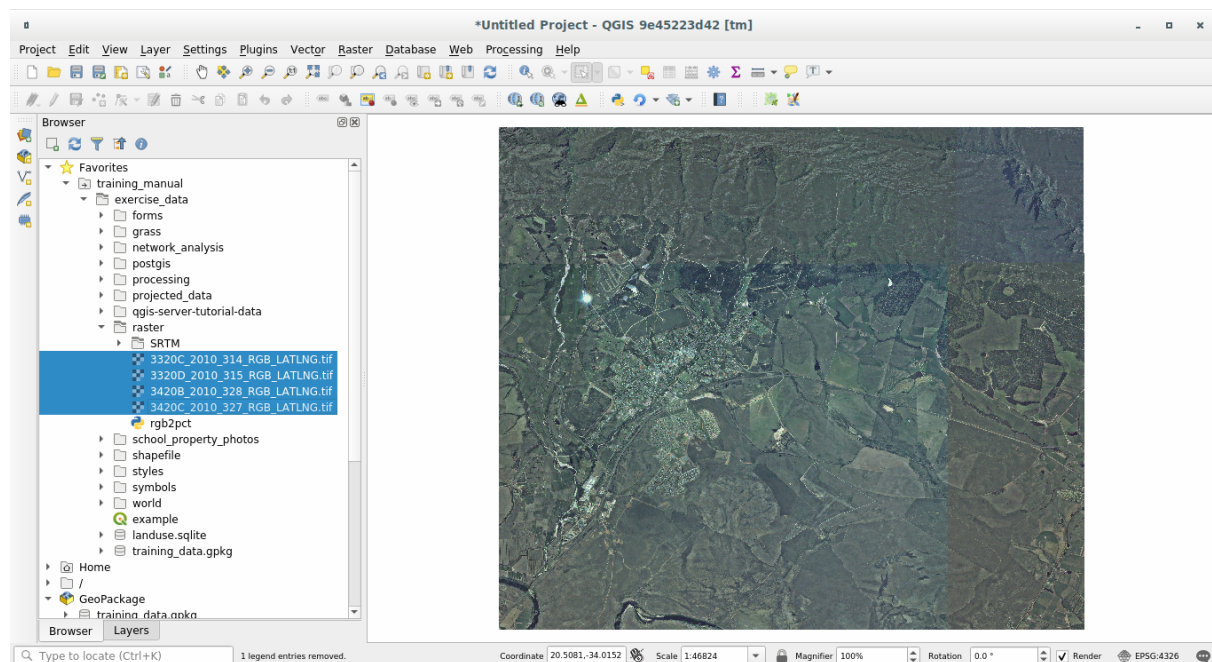 *Untitled Project - QGIS 9e45223d42 [tm]
Project Edit View Layer Settings Plugins Vector Raster Database Web Processing Help
Browser
Favorites
training_manual
exercise_data
forms
grass
network_analysis
postgis
processing
projected_data
qgis-server-tutorial-data
raster
SRTM
3320C_2010_314_RGB_LATLNG.tif
3320D_2010_315_RGB_LATLNG.tif
3420B_2010_328_RGB_LATLNG.tif
3420C_2010_327_RGB_LATLNG.tif
rgb2pct
school_property_photos
shapefile
styles
symbols
world
example
landuse.sqlite
training_data.gpkg
Home
/
GeoPackage
training_data.gpkg
Browser Layers
Type to locate (Ctrl+K) 1 legend entries removed. Coordinate 20.5081,-34.0152 Scale 1:46824 Magnifier 100% Rotation 0.0 ° Render EPSG:4326